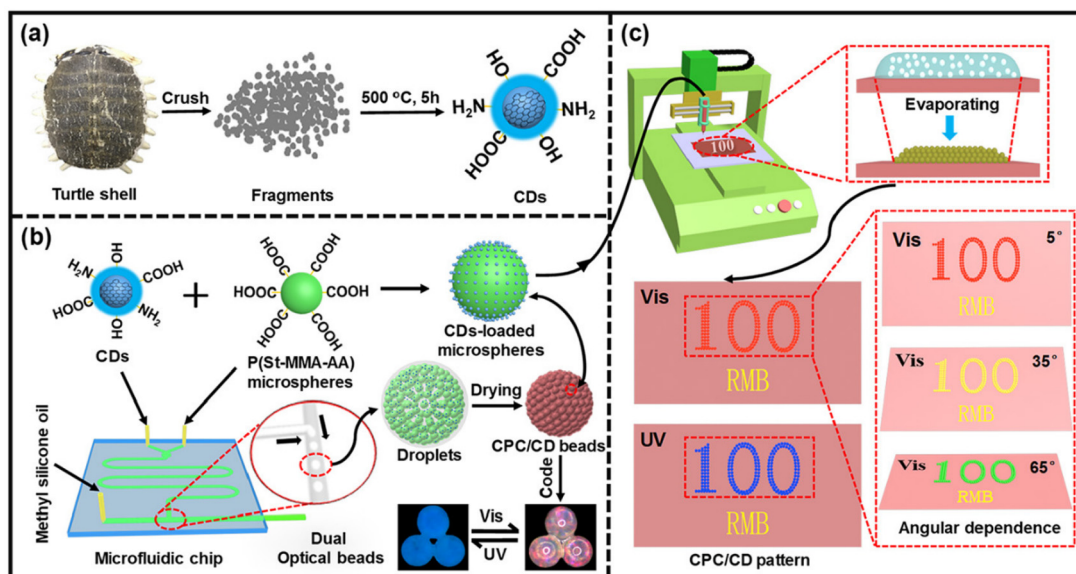 (a)
Crush
500 °C, 5h
Turtle shell
Fragments
COOH
H₂N
NH₂
HOOC
OH
CDs
(b)
OH
H₂N
COOH
HOOC
NH₂
HO
CDs
HOOC
COOH
HOOC
COOH
HOOC
COOH
P(St-MMA-AA)
microspheres
CDs-loaded
microspheres
Methyl silicone oil
Microfluidic chip
Droplets
Drying
CPC/CD beads
Code
Dual
Optical beads
Vis
UV
(c)
100
Evaporating
Vis
100
RMB
UV
100
RMB
CPC/CD pattern
Vis
5°
100
RMB
Vis
35°
100
RMB
Vis
65°
100
RMB
Angular dependence